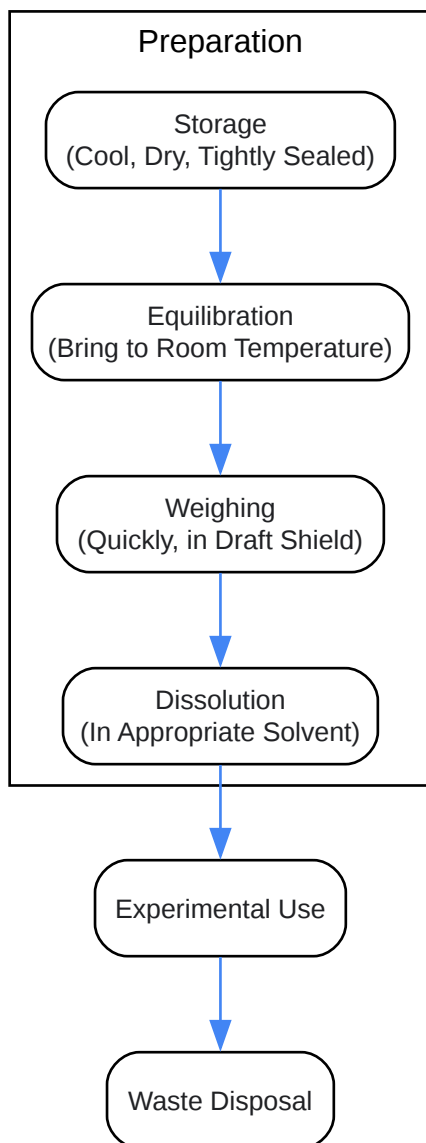 Preparation
Storage
(Cool, Dry, Tightly Sealed)
Equilibration
(Bring to Room Temperature)
Weighing
(Quickly, in Draft Shield)
Dissolution
(In Appropriate Solvent)
Experimental Use
Waste Disposal